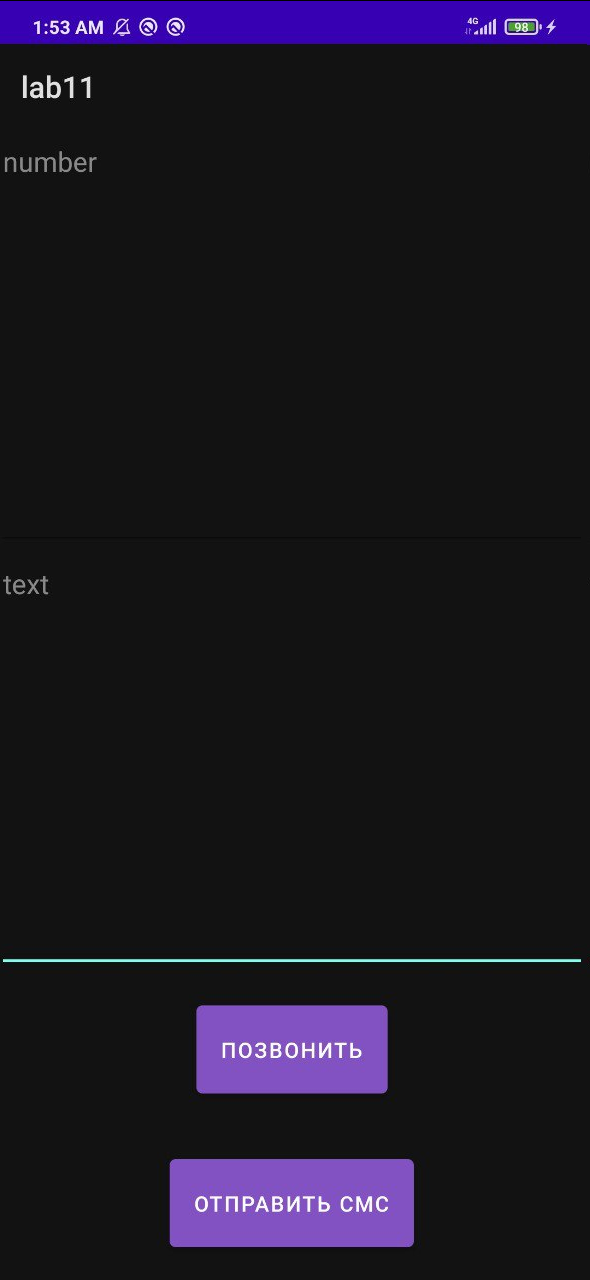 1:53 AM 4G 98
lab11
number
text
ПОЗВОНИТЬ
ОТПРАВИТЬ СМС